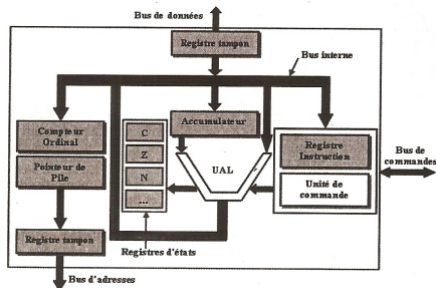 Bus de données
Registre tampon
Bus interne
Compteur
Ordinal
Accumulateur
C
Z
N
...
Pointeur de
Pile
UAL
Registre
Instruction
Unité de
commande
Bus de
commandes
Registre tampon
Registres d'états
Bus d'adresses